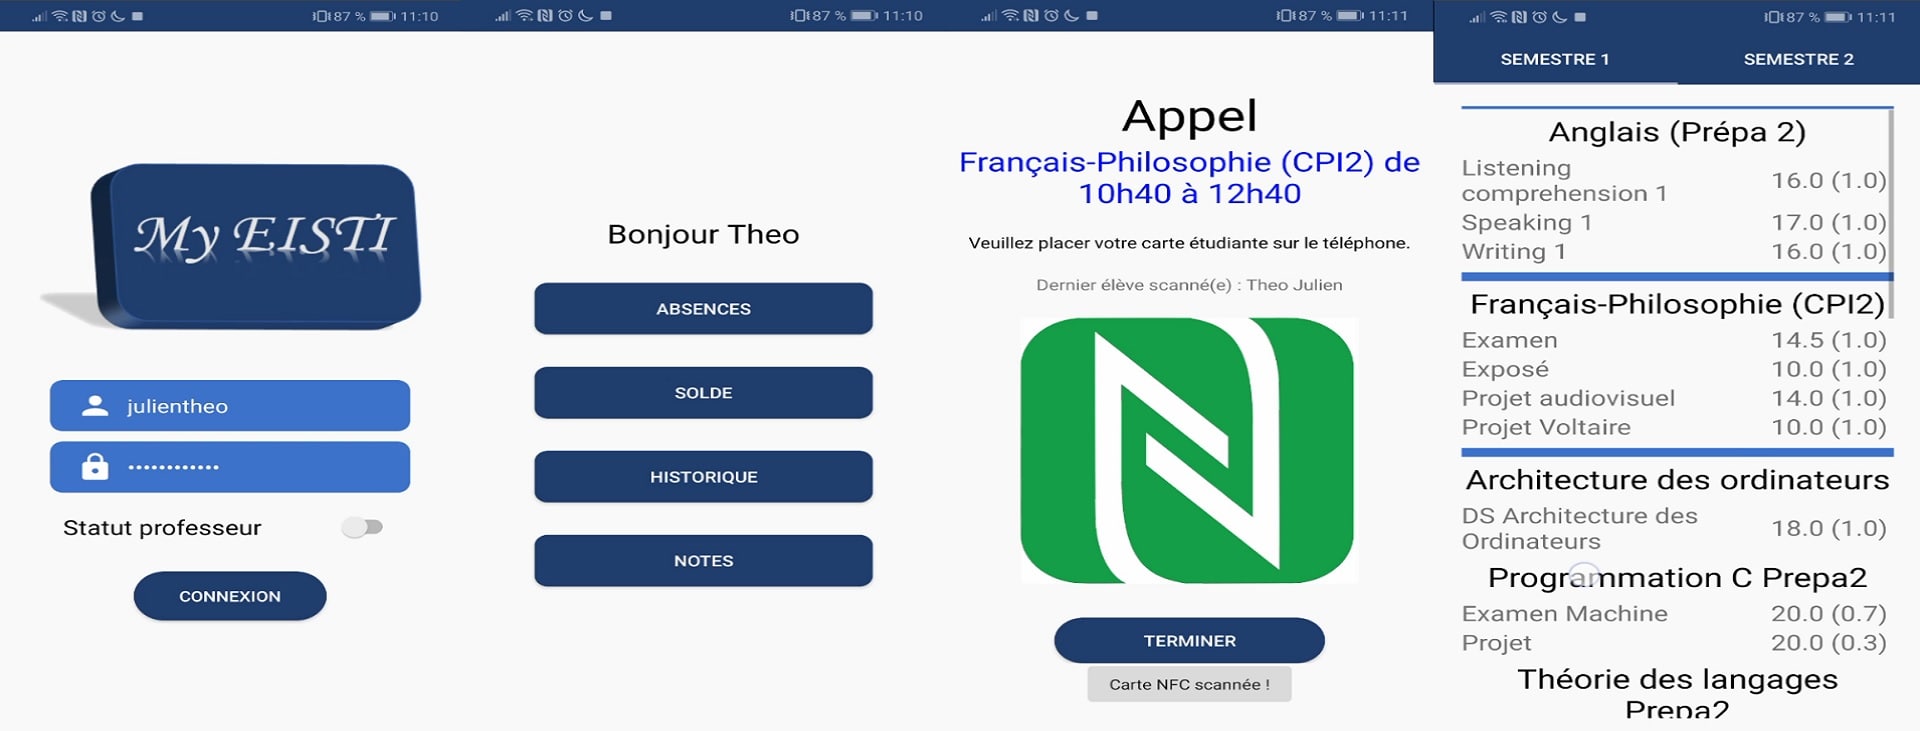 87 % 11:10
My EISTI
julientheo
••••••••••••
Statut professeur
CONNEXION
87 % 11:10
Bonjour Theo
ABSENCES
SOLDE
HISTORIQUE
NOTES
87 % 11:11
Appel
Français-Philosophie (CPI2) de
10h40 à 12h40
Veuillez placer votre carte étudiante sur le téléphone.
Dernier élève scanné(e) : Theo Julien
TERMINER
Carte NFC scannée !
87 % 11:11
SEMESTRE 1 SEMESTRE 2
Anglais (Prépa 2)
Listening
comprehension 1 16.0 (1.0)
Speaking 1 17.0 (1.0)
Writing 1 16.0 (1.0)
Français-Philosophie (CPI2)
Examen 14.5 (1.0)
Exposé 10.0 (1.0)
Projet audiovisuel 14.0 (1.0)
Projet Voltaire 10.0 (1.0)
Architecture des ordinateurs
DS Architecture des
Ordinateurs 18.0 (1.0)
Programmation C Prepa2
Examen Machine 20.0 (0.7)
Projet 20.0 (0.3)
Théorie des langages
Prepa2